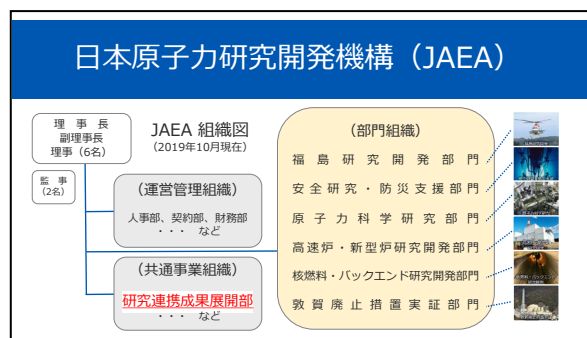 日本原子力研究開発機構（JAEA）
理　事　長
副理事長
理事（6名）
監　事
（2名）
JAEA 組織図
（2019年10月現在）
（運営管理組織）
人事部、契約部、財務部
・・・ など
（共通事業組織）
研究連携成果展開部
・・・ など
（部門組織）
福島研究開発部門
安全研究・防災支援部門
原子力科学研究部門
高速炉・新型炉研究開発部門
核燃料・バックエンド研究開発部門
敦賀廃止措置実証部門